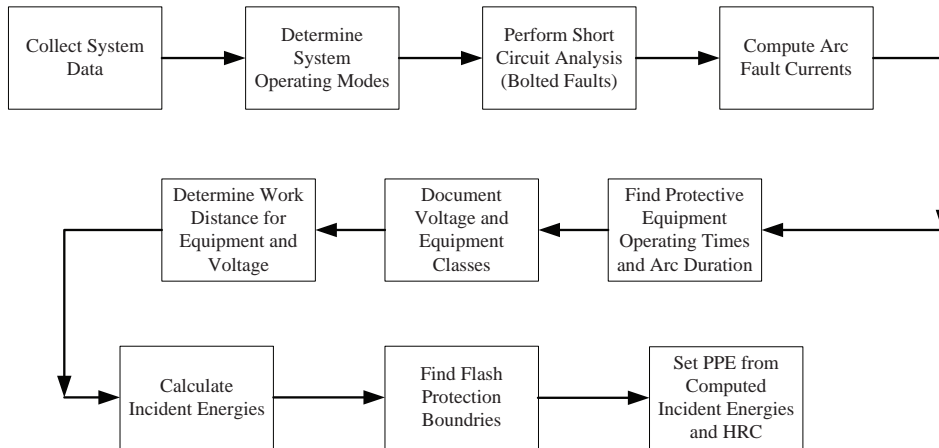 Collect System
Data
Determine
System
Operating Modes
Perform Short
Circuit Analysis
(Bolted Faults)
Compute Arc
Fault Currents
Find Protective
Equipment
Operating Times
and Arc Duration
Document
Voltage and
Equipment
Classes
Determine Work
Distance for
Equipment and
Voltage
Calculate
Incident Energies
Find Flash
Protection
Boundries
Set PPE from
Computed
Incident Energies
and HRC